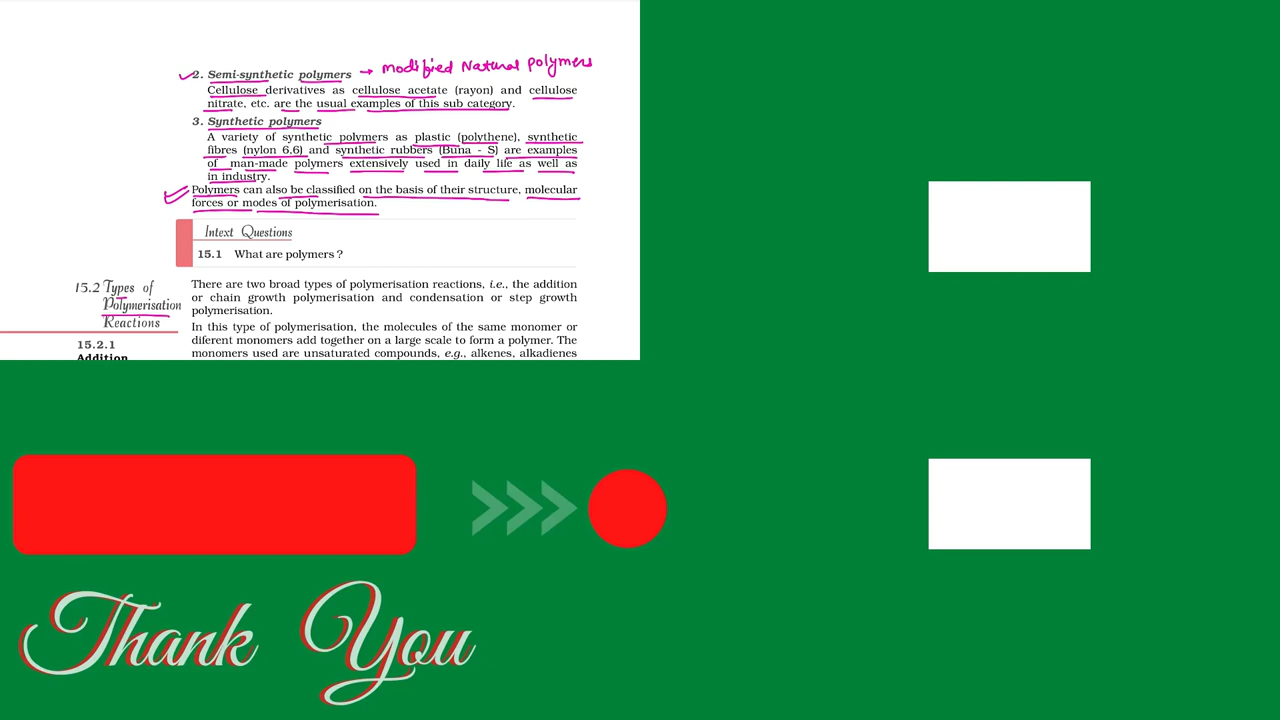 2. Semi-synthetic polymers → modified Natural Polymers
Cellulose derivatives as cellulose acetate (rayon) and cellulose
nitrate, etc. are the usual examples of this sub category.
3. Synthetic polymers
A variety of synthetic polymers as plastic (polythene), synthetic
fibres (nylon 6,6) and synthetic rubbers (Buna - S) are examples
of man-made polymers extensively used in daily life as well as
in industry.
Polymers can also be classified on the basis of their structure, molecular
forces or modes of polymerisation.
Intext Questions
15.1 What are polymers ?
15.2 Types of
Polymerisation
Reactions
There are two broad types of polymerisation reactions, i.e., the addition
or chain growth polymerisation and condensation or step growth
polymerisation.
15.2.1
Addition
In this type of polymerisation, the molecules of the same monomer or
diferent monomers add together on a large scale to form a polymer. The
monomers used are unsaturated compounds, e.g., alkenes, alkadienes
Thank You